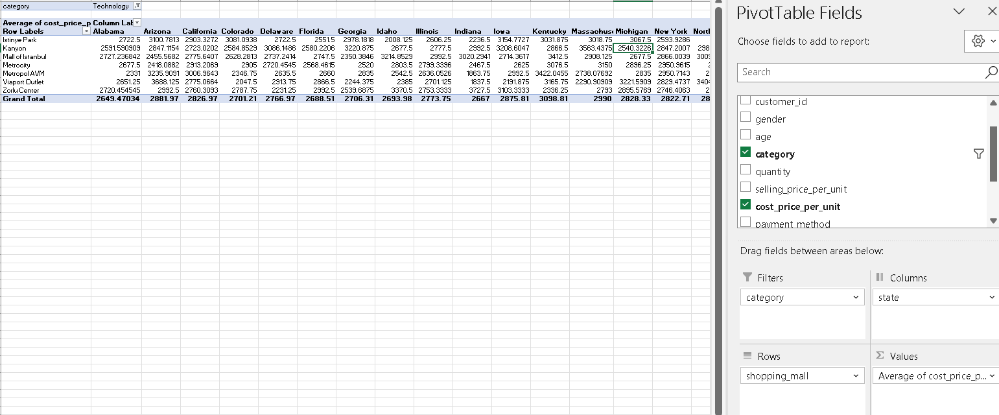 category Technology
Average of cost_price_p Column Lab
Row Labels Alabama Arizona California Colorado Delaware Florida Georgia Idaho Illinois Indiana Iowa Kentucky Massachus Michigan New York Nort
Istinye Park 2722.5 3100.7813 2903.3272 3081.0938 2722.5 2551.5 2978.1818 2008.125 2606.25 2236.5 3154.7727 3031.875 3018.75 3067.5 2593.9286
Kanyon 2591.590909 2847.1154 2723.0202 2584.8529 3086.1486 2580.2206 3220.875 2677.5 2777.5 2992.5 3208.6047 2866.5 3563.4375 2540.3226 2847.2007 298
Mall of Istanbul 2727.236842 2455.5682 2775.6407 2628.2813 2737.2414 2747.5 2350.3846 3214.8529 2992.5 3020.2941 2714.3617 3412.5 2908.125 2677.5 2866.0039 300
Metrocity 2677.5 2418.0882 2913.2069 2905 2720.4545 2568.4615 2520 2803.5 2799.3396 2467.5 2625 3076.5 3150 2896.25 2950.9615 2
Metropol AVM 2331 3235.9091 3006.9643 2346.75 2635.5 2660 2835 2542.5 2636.0526 1863.75 2992.5 3422.0455 2738.07692 2835 2950.7143 2
Viaport Outlet 2651.25 3688.125 2775.0664 2047.5 2913.75 2866.5 2244.375 2385 2701.125 1837.5 2191.875 3165.75 2290.90909 3221.5909 2829.4737 340
Zorlu Center 2720.454545 2992.5 2760.3093 2787.75 2231.25 2992.5 2539.6875 3370.5 2753.3333 3727.5 3103.3333 2336.25 2793 2895.5769 2746.4063 2
Grand Total 2649.47034 2881.97 2826.97 2701.21 2766.97 2688.51 2706.31 2693.98 2773.75 2667 2875.81 3098.81 2990 2828.33 2822.71 28
PivotTable Fields
Choose fields to add to report:
Search
customer_id
gender
age
category
quantity
selling_price_per_unit
cost_price_per_unit
payment_method
Drag fields between areas below:
Filters
category
Columns
state
Rows
shopping_mall
Σ Values
Average of cost_price_p...